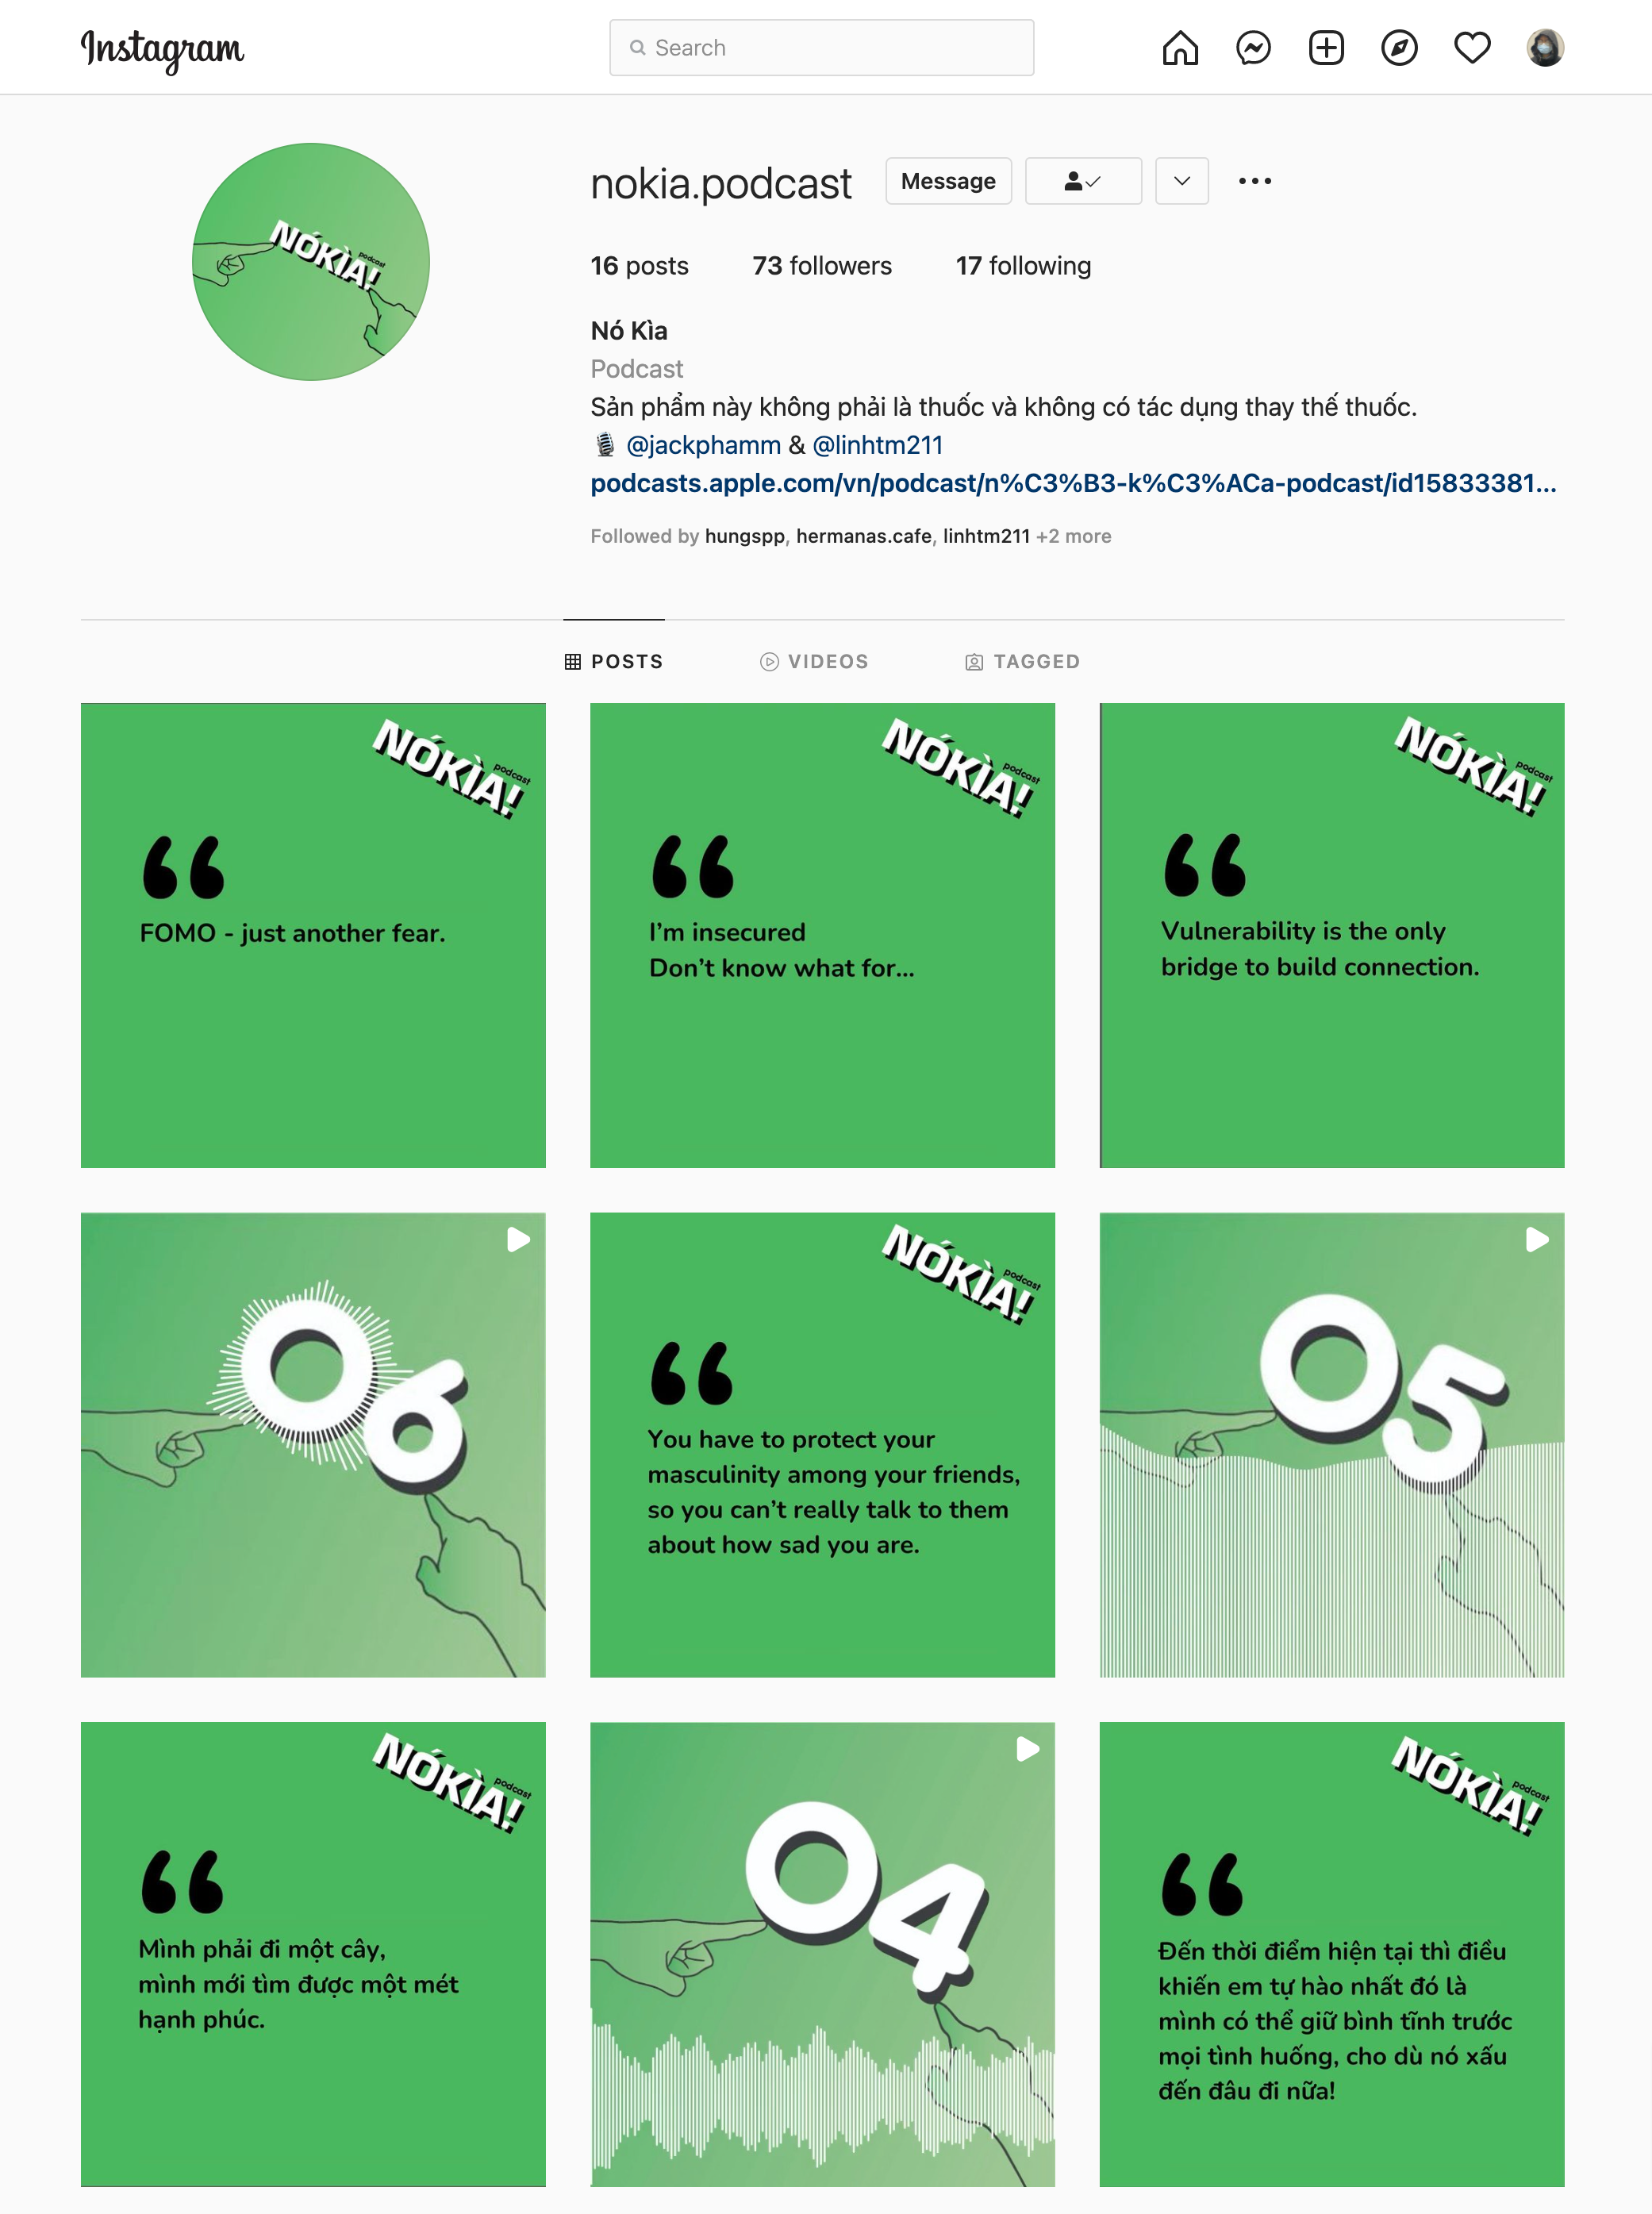 Instagram
Search
nokia.podcast
Message
16 posts 73 followers 17 following
Nó Kìa
Podcast
Sản phẩm này không phải là thuốc và không có tác dụng thay thế thuốc.
@jackphamm & @linhtm211
podcasts.apple.com/vn/podcast/n%C3%B3-k%C3%ACa-podcast/id15833381...
Followed by hungspp, hermanas.cafe, linhtm211 +2 more
NÓKÌA!
podcast
POSTS VIDEOS TAGGED
NÓKÌA!
podcast
“
FOMO - just another fear.
NÓKÌA!
podcast
“
I’m insecured
Don’t know what for...
NÓKÌA!
podcast
“
Vulnerability is the only
bridge to build connection.
06
NÓKÌA!
podcast
“
You have to protect your
masculinity among your friends,
so you can’t really talk to them
about how sad you are.
05
NÓKÌA!
podcast
“
Mình phải đi một cây,
mình mới tìm được một mét
hạnh phúc.
04
NÓKÌA!
podcast
“
Đến thời điểm hiện tại thì điều
khiến em tự hào nhất đó là
mình có thể giữ bình tĩnh trước
mọi tình huống, cho dù nó xấu
đến đâu đi nữa!